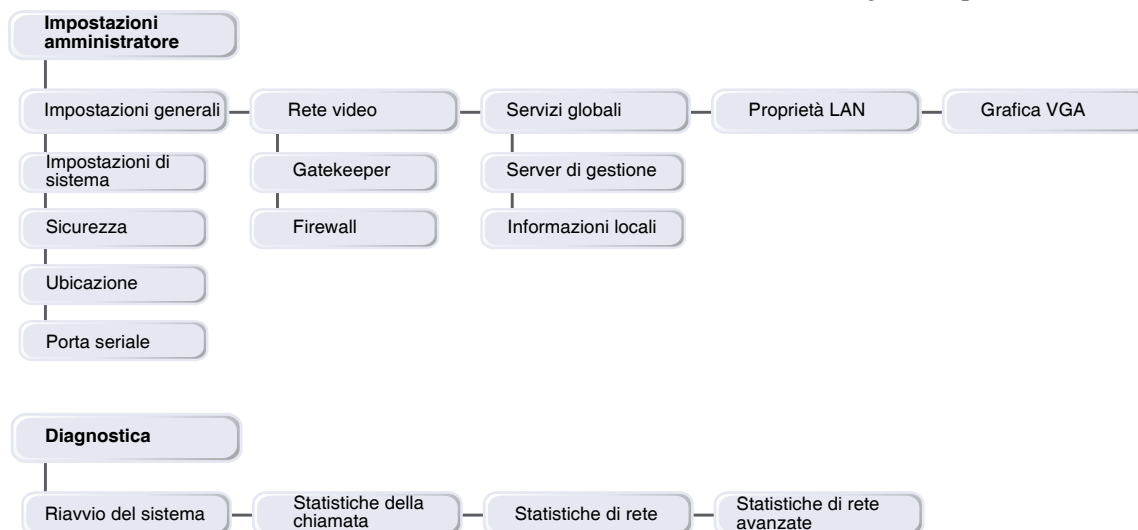 Impostazioni
amministratore
Impostazioni generali
Rete video
Servizi globali
Proprietà LAN
Grafica VGA
Impostazioni di
sistema
Gatekeeper
Server di gestione
Sicurezza
Firewall
Informazioni locali
Ubicazione
Porta seriale
Diagnostica
Riavvio del sistema
Statistiche della
chiamata
Statistiche di rete
Statistiche di rete
avanzate